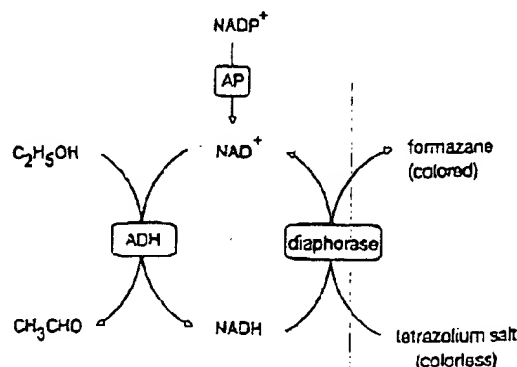 NADP⁺
AP
C₂H₅OH
NAD⁺
formazane
(colored)
ADH
diaphorase
CH₃CHO
NADH
tetrazolium salt
(colorless)